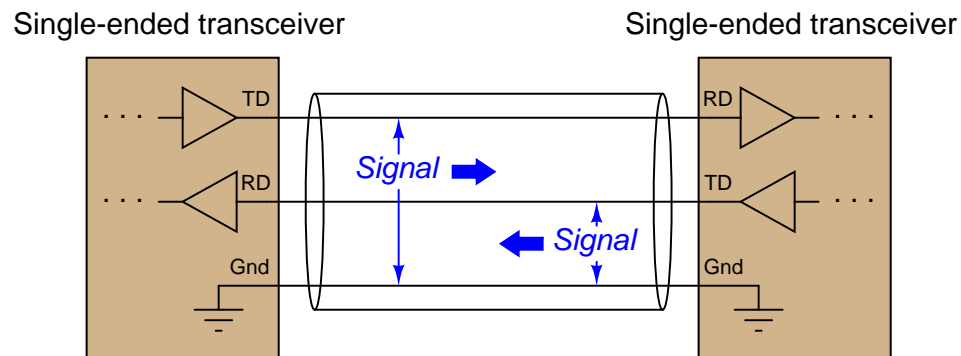 Single-ended transceiver Single-ended transceiver
TD RD
. . . . . .
Signal
RD TD
. . . . . .
Signal
Gnd Gnd